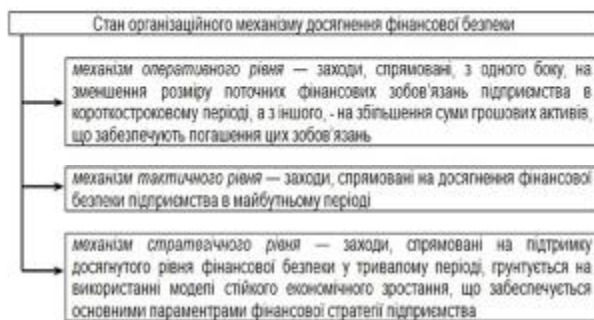 Стан організаційного механізму досягнення фінансової безпеки
механізм оперативного рівня — заходи, спрямовані, з одного боку, на
зменшення розміру поточних фінансових зобов'язань підприємства в
короткостроковому періоді, а з іншого, - на збільшення суми грошових активів,
що забезпечують погашення цих зобов'язань
механізм тактичного рівня — заходи, спрямовані на досягнення фінансової
безпеки підприємства в майбутньому періоді
механізм стратегічного рівня — заходи, спрямовані на підтримку
досягнутого рівня фінансової безпеки у тривалому періоді, грунтується на
використанні моделі стійкого економічного зростання, що забезпечується
основними параметрами фінансової стратегії підприємства